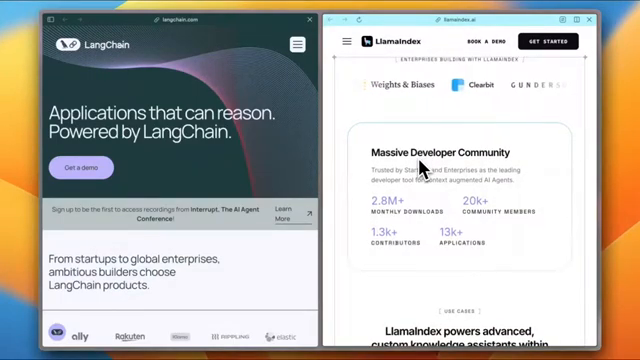 langchain.com
LangChain
Applications that can reason.
Powered by LangChain.
Get a demo
Sign up to be the first to access recordings from Interrupt, The AI Agent
Conference!
Learn
More
From startups to global enterprises,
ambitious builders choose
LangChain products.
ally
Rakuten
Klarna
RIPPLING
elastic
llamaindex.ai
LlamaIndex
BOOK A DEMO
GET STARTED
ENTERPRISES BUILDING WITH LLAMAINDEX
Weights & Biases
Clearbit
GUNDERS
Massive Developer Community
Trusted by and Enterprises as the leading
developer tool for context augmented AI Agents.
2.8M+
MONTHLY DOWNLOADS
20k+
COMMUNITY MEMBERS
1.3k+
CONTRIBUTORS
13k+
APPLICATIONS
USE CASES
LlamaIndex powers advanced,
custom knowledge assistants within